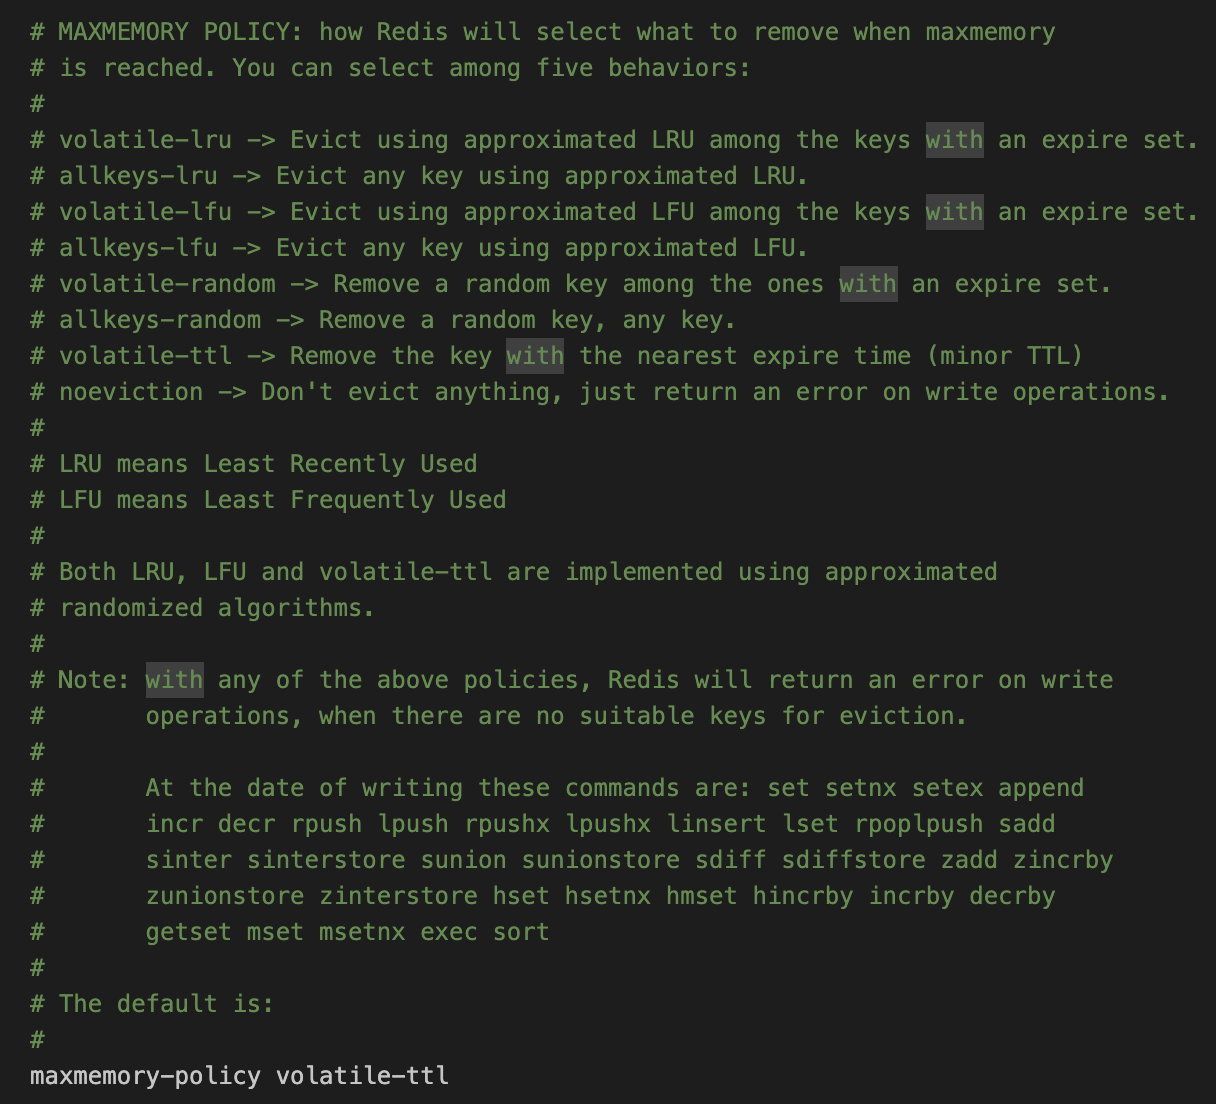 # MAXMEMORY POLICY: how Redis will select what to remove when maxmemory
# is reached. You can select among five behaviors:
#
# volatile-lru -> Evict using approximated LRU among the keys with an expire set.
# allkeys-lru -> Evict any key using approximated LRU.
# volatile-lfu -> Evict using approximated LFU among the keys with an expire set.
# allkeys-lfu -> Evict any key using approximated LFU.
# volatile-random -> Remove a random key among the ones with an expire set.
# allkeys-random -> Remove a random key, any key.
# volatile-ttl -> Remove the key with the nearest expire time (minor TTL)
# noeviction -> Don't evict anything, just return an error on write operations.
#
# LRU means Least Recently Used
# LFU means Least Frequently Used
#
# Both LRU, LFU and volatile-ttl are implemented using approximated
# randomized algorithms.
#
# Note: with any of the above policies, Redis will return an error on write
#       operations, when there are no suitable keys for eviction.
#
#       At the date of writing these commands are: set setnx setex append
#       incr decr rpush lpush rpushx lpushx linsert lset rpoplpush sadd
#       sinter sinterstore sunion sunionstore sdiff sdiffstore zadd zincrby
#       zunionstore zinterstore hset hsetnx hmset hincrby incrby decrby
#       getset mset msetnx exec sort
#
# The default is:
#
maxmemory-policy volatile-ttl